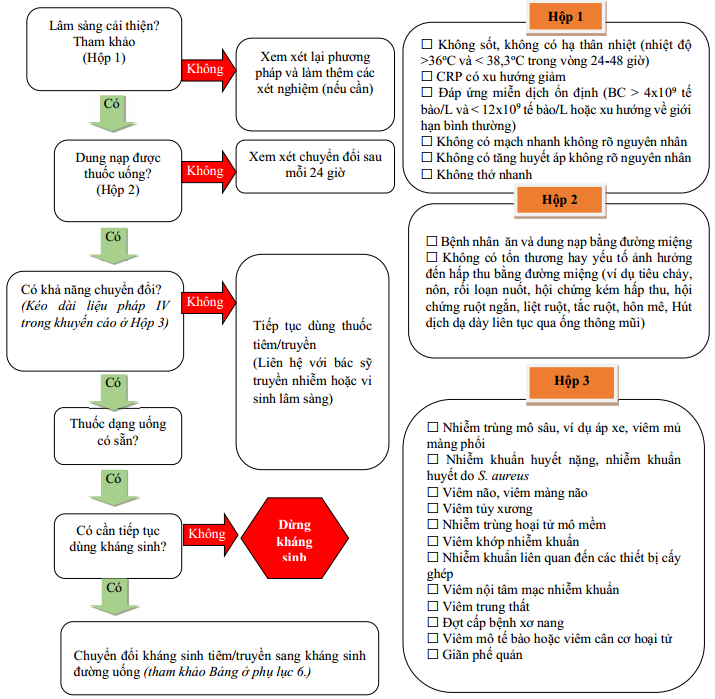 Lâm sàng cải thiện?
Tham khảo
(Hộp 1)
Không
Xem xét lại phương
pháp và làm thêm các
xét nghiệm (nếu cần)
Có
Dung nạp được
thuốc uống?
(Hộp 2)
Không
Xem xét chuyển đổi sau
mỗi 24 giờ
Có
Có khả năng chuyển đổi?
(Kéo dài liệu pháp IV
trong khuyến cáo ở Hộp 3)
Không
Tiếp tục dùng thuốc
tiêm/truyền
(Liên hệ với bác sỹ
truyền nhiễm hoặc vi
sinh lâm sàng)
Có
Thuốc dạng uống
có sẵn?
Có
Có cần tiếp tục
dùng kháng sinh?
Không
Dừng
kháng
sinh
Có
Chuyển đổi kháng sinh tiêm/truyền sang kháng sinh
đường uống (tham khảo Bảng ở phụ lục 6.)
Hộp 1
☐ Không sốt, không có hạ thân nhiệt (nhiệt độ
>36ºC và < 38,3ºC trong vòng 24-48 giờ)
☐ CRP có xu hướng giảm
☐ Đáp ứng miễn dịch ổn định (BC > 4x10⁹ tế
bào/L và < 12x10⁹ tế bào/L hoặc xu hướng về giới
hạn bình thường)
☐ Không có mạch nhanh không rõ nguyên nhân
☐ Không có tăng huyết áp không rõ nguyên nhân
☐ Không thở nhanh
Hộp 2
☐ Bệnh nhân ăn và dung nạp bằng đường miệng
☐ Không có tổn thương hay yếu tố ảnh hưởng
đến hấp thu bằng đường miệng (ví dụ tiêu chảy,
nôn, rối loạn nuốt, hội chứng kém hấp thu, hội
chứng ruột ngắn, liệt ruột, tắc ruột, hôn mê, Hút
dịch dạ dày liên tục qua ống thông mũi)
Hộp 3
☐ Nhiễm trùng mô sâu, ví dụ áp xe, viêm mủ
màng phổi
☐ Nhiễm khuẩn huyết nặng, nhiễm khuẩn
huyết do S. aureus
☐ Viêm não, viêm màng não
☐ Viêm tủy xương
☐ Nhiễm trùng hoại tử mô mềm
☐ Viêm khớp nhiễm khuẩn
☐ Nhiễm khuẩn liên quan đến các thiết bị cấy
ghép
☐ Viêm nội tâm mạc nhiễm khuẩn
☐ Viêm trung thất
☐ Đợt cấp bệnh xơ nang
☐ Viêm mô tế bào hoặc viêm cân cơ hoại tử
☐ Giãn phế quản